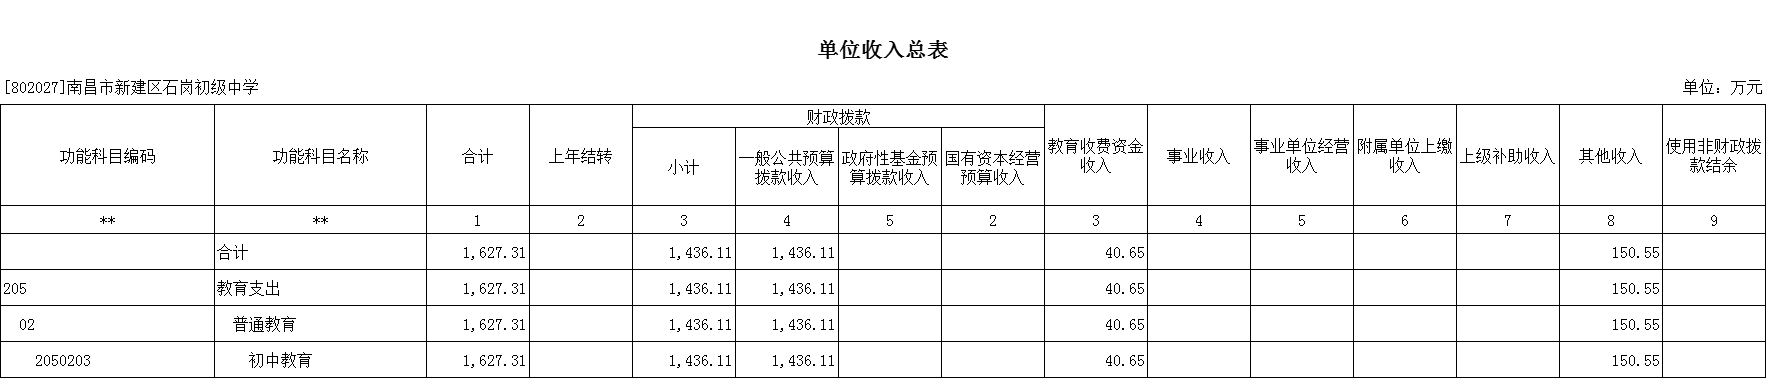 单位收入总表
[802027]南昌市新建区石岗初级中学 单位：万元
功能科目编码 功能科目名称 合计 上年结转 财政拨款 教育收费资金收入 事业收入 事业单位经营收入 附属单位上缴收入 上级补助收入 其他收入 使用非财政拨款结余
小计 一般公共预算拨款收入 政府性基金预算拨款收入 国有资本经营预算收入
** ** 1 2 3 4 5 2 3 4 5 6 7 8 9
合计 1,627.31 1,436.11 1,436.11 40.65 150.55
205 教育支出 1,627.31 1,436.11 1,436.11 40.65 150.55
02 普通教育 1,627.31 1,436.11 1,436.11 40.65 150.55
2050203 初中教育 1,627.31 1,436.11 1,436.11 40.65 150.55